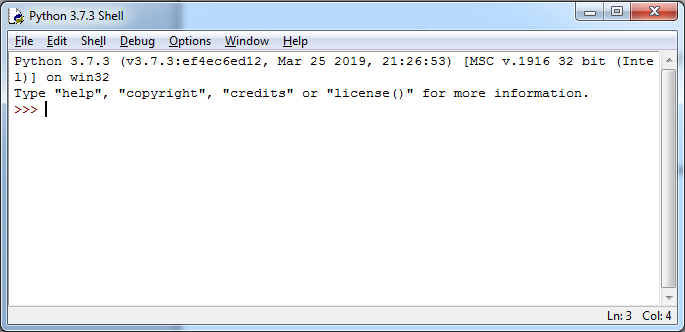 Python 3.7.3 Shell
File Edit Shell Debug Options Window Help
Python 3.7.3 (v3.7.3:ef4ec6ed12, Mar 25 2019, 21:26:53) [MSC v.1916 32 bit (Inte
l)] on win32
Type "help", "copyright", "credits" or "license()" for more information.
>>>
Ln: 3 Col: 4